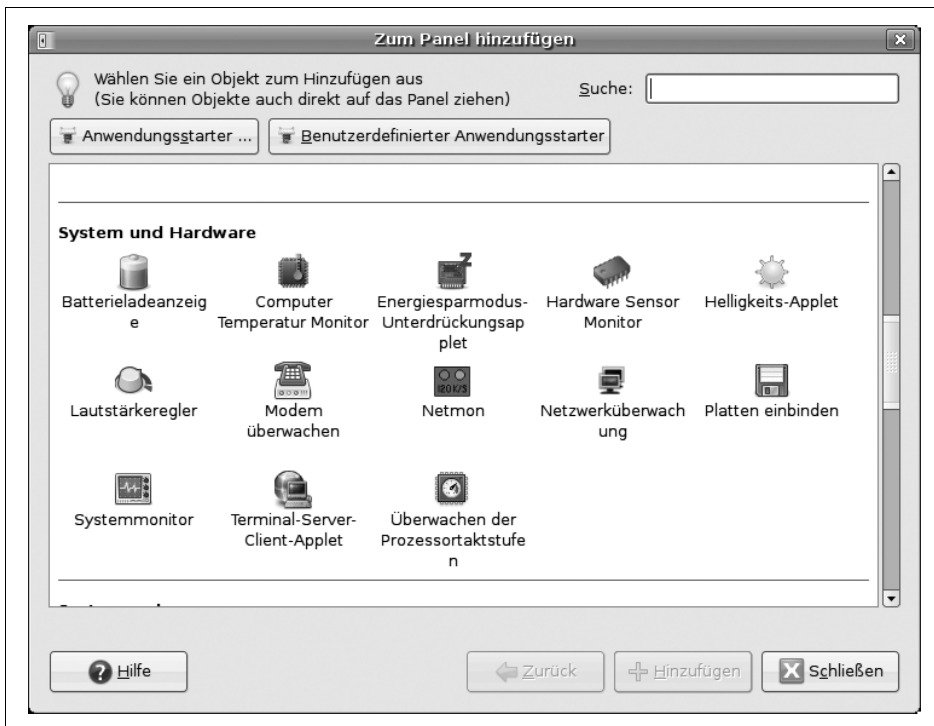 Zum Panel hinzufügen
Wählen Sie ein Objekt zum Hinzufügen aus
(Sie können Objekte auch direkt auf das Panel ziehen)
Suche:
Anwendungsstarter ...
Benutzerdefinierter Anwendungsstarter
System und Hardware
Batterieladeanzeig
e
Computer
Temperatur Monitor
Energiesparmodus-
Unterdrückungsap
plet
Hardware Sensor
Monitor
Helligkeits-Applet
Lautstärkeregler
Modem
überwachen
120 K/S
Netmon
Netzwerküberwach
ung
Platten einbinden
Systemmonitor
Terminal-Server-
Client-Applet
Überwachen der
Prozessortaktstufe
n
Hilfe
Zurück
Hinzufügen
Schließen